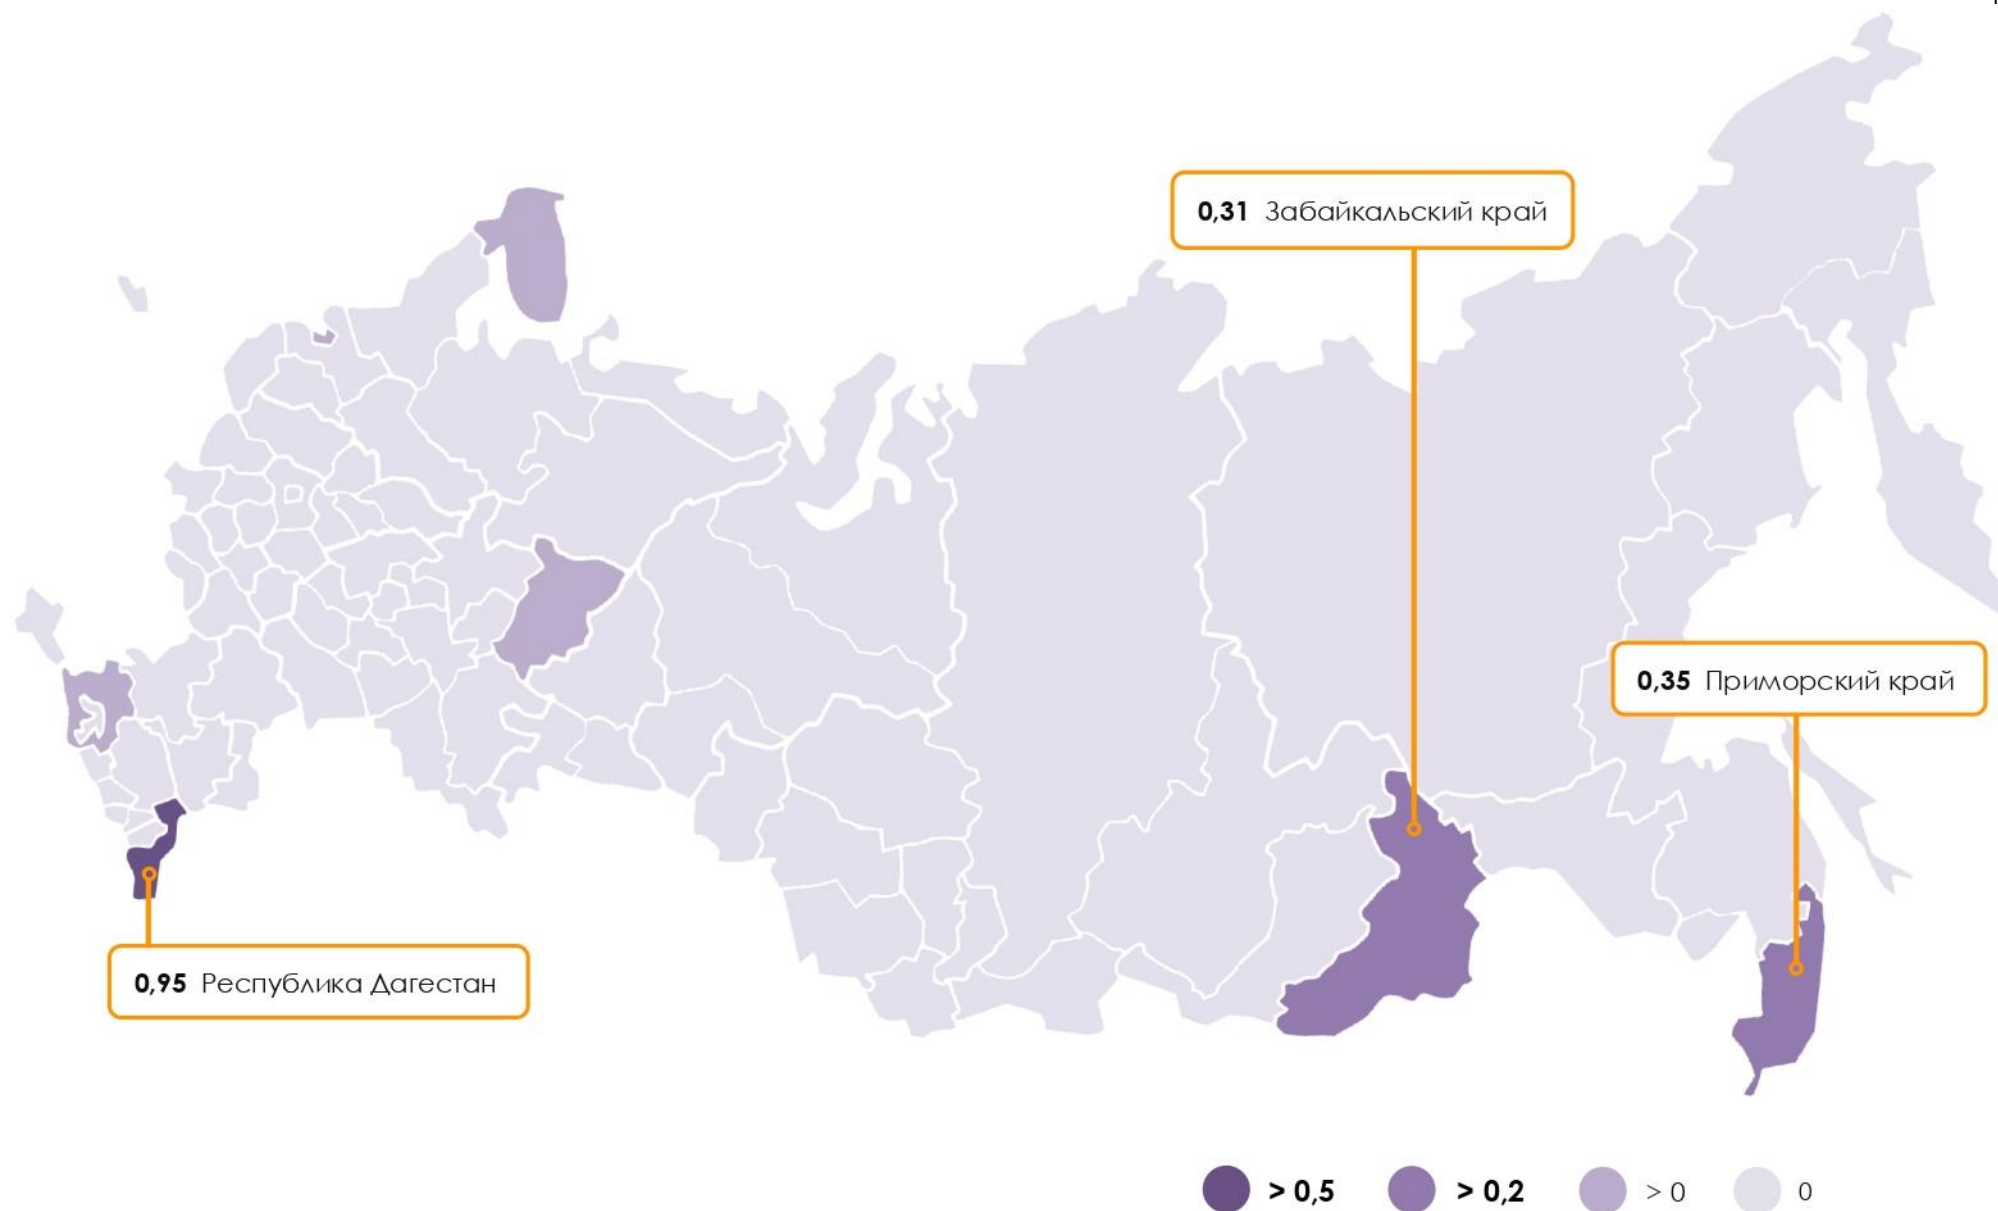 0,31 Забайкальский край
0,35 Приморский край
0,95 Республика Дагестан
> 0,5
> 0,2
> 0
0